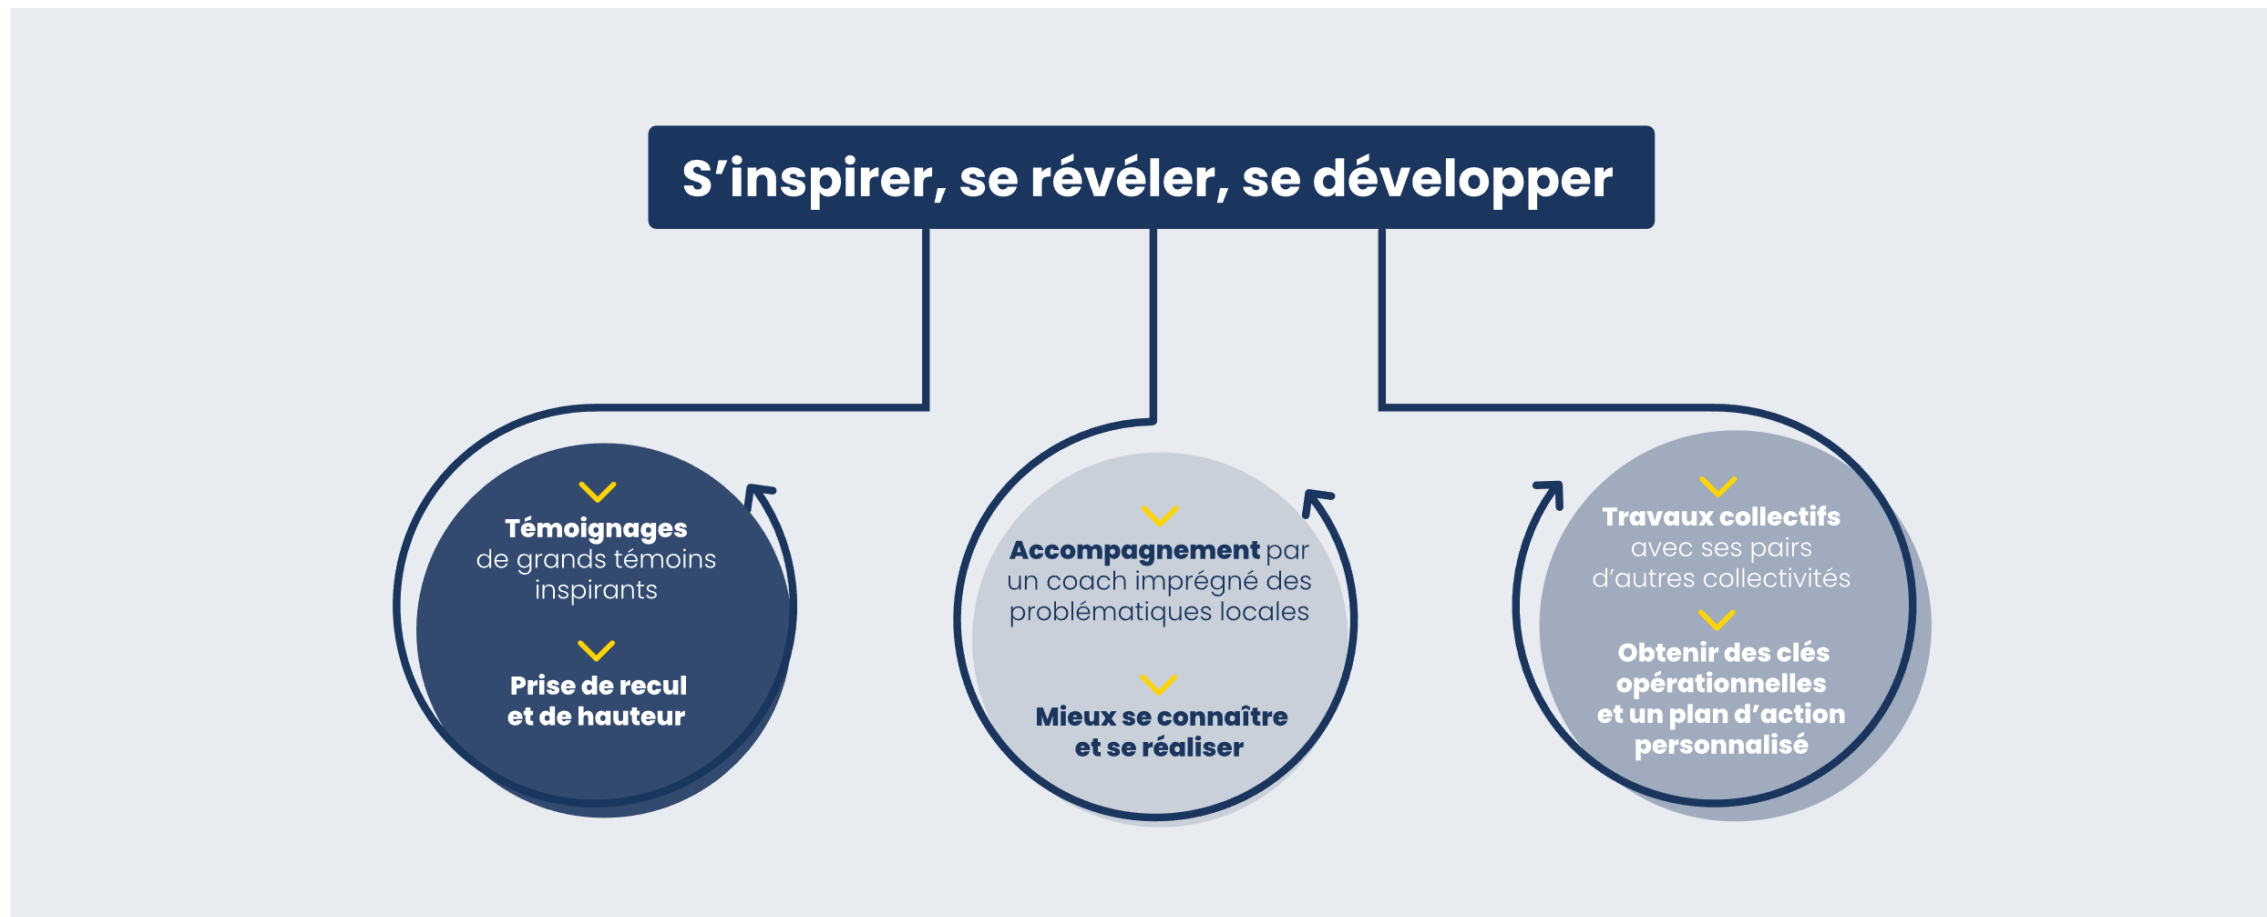 S’inspirer, se révéler, se développer
Témoignages
de grands témoins
inspirants
Prise de recul
et de hauteur
Accompagnement par
un coach imprégné des
problématiques locales
Mieux se connaître
et se réaliser
Travaux collectifs
avec ses pairs
d’autres collectivités
Obtenir des clés
opérationnelles
et un plan d’action
personnalisé